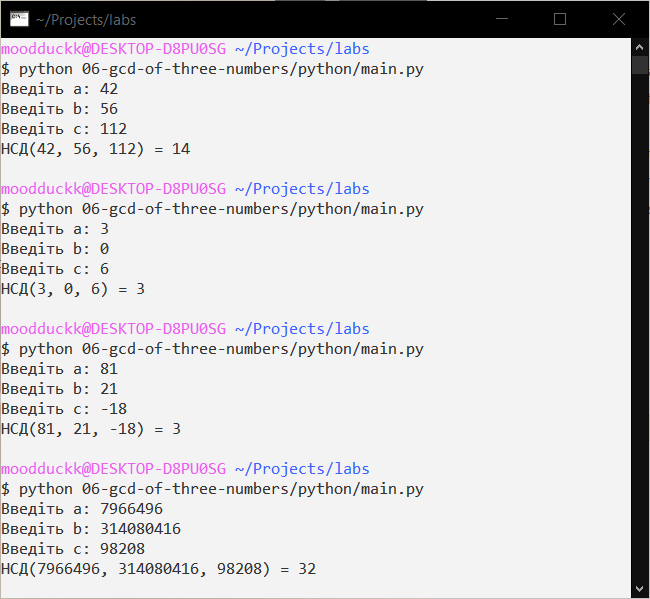 ~/Projects/labs
moodduckk@DESKTOP-D8PU0SG ~/Projects/labs
$ python 06-gcd-of-three-numbers/python/main.py
Введіть a: 42
Введіть b: 56
Введіть c: 112
НСД(42, 56, 112) = 14
moodduckk@DESKTOP-D8PU0SG ~/Projects/labs
$ python 06-gcd-of-three-numbers/python/main.py
Введіть a: 3
Введіть b: 0
Введіть c: 6
НСД(3, 0, 6) = 3
moodduckk@DESKTOP-D8PU0SG ~/Projects/labs
$ python 06-gcd-of-three-numbers/python/main.py
Введіть a: 81
Введіть b: 21
Введіть c: -18
НСД(81, 21, -18) = 3
moodduckk@DESKTOP-D8PU0SG ~/Projects/labs
$ python 06-gcd-of-three-numbers/python/main.py
Введіть a: 7966496
Введіть b: 314080416
Введіть c: 98208
НСД(7966496, 314080416, 98208) = 32